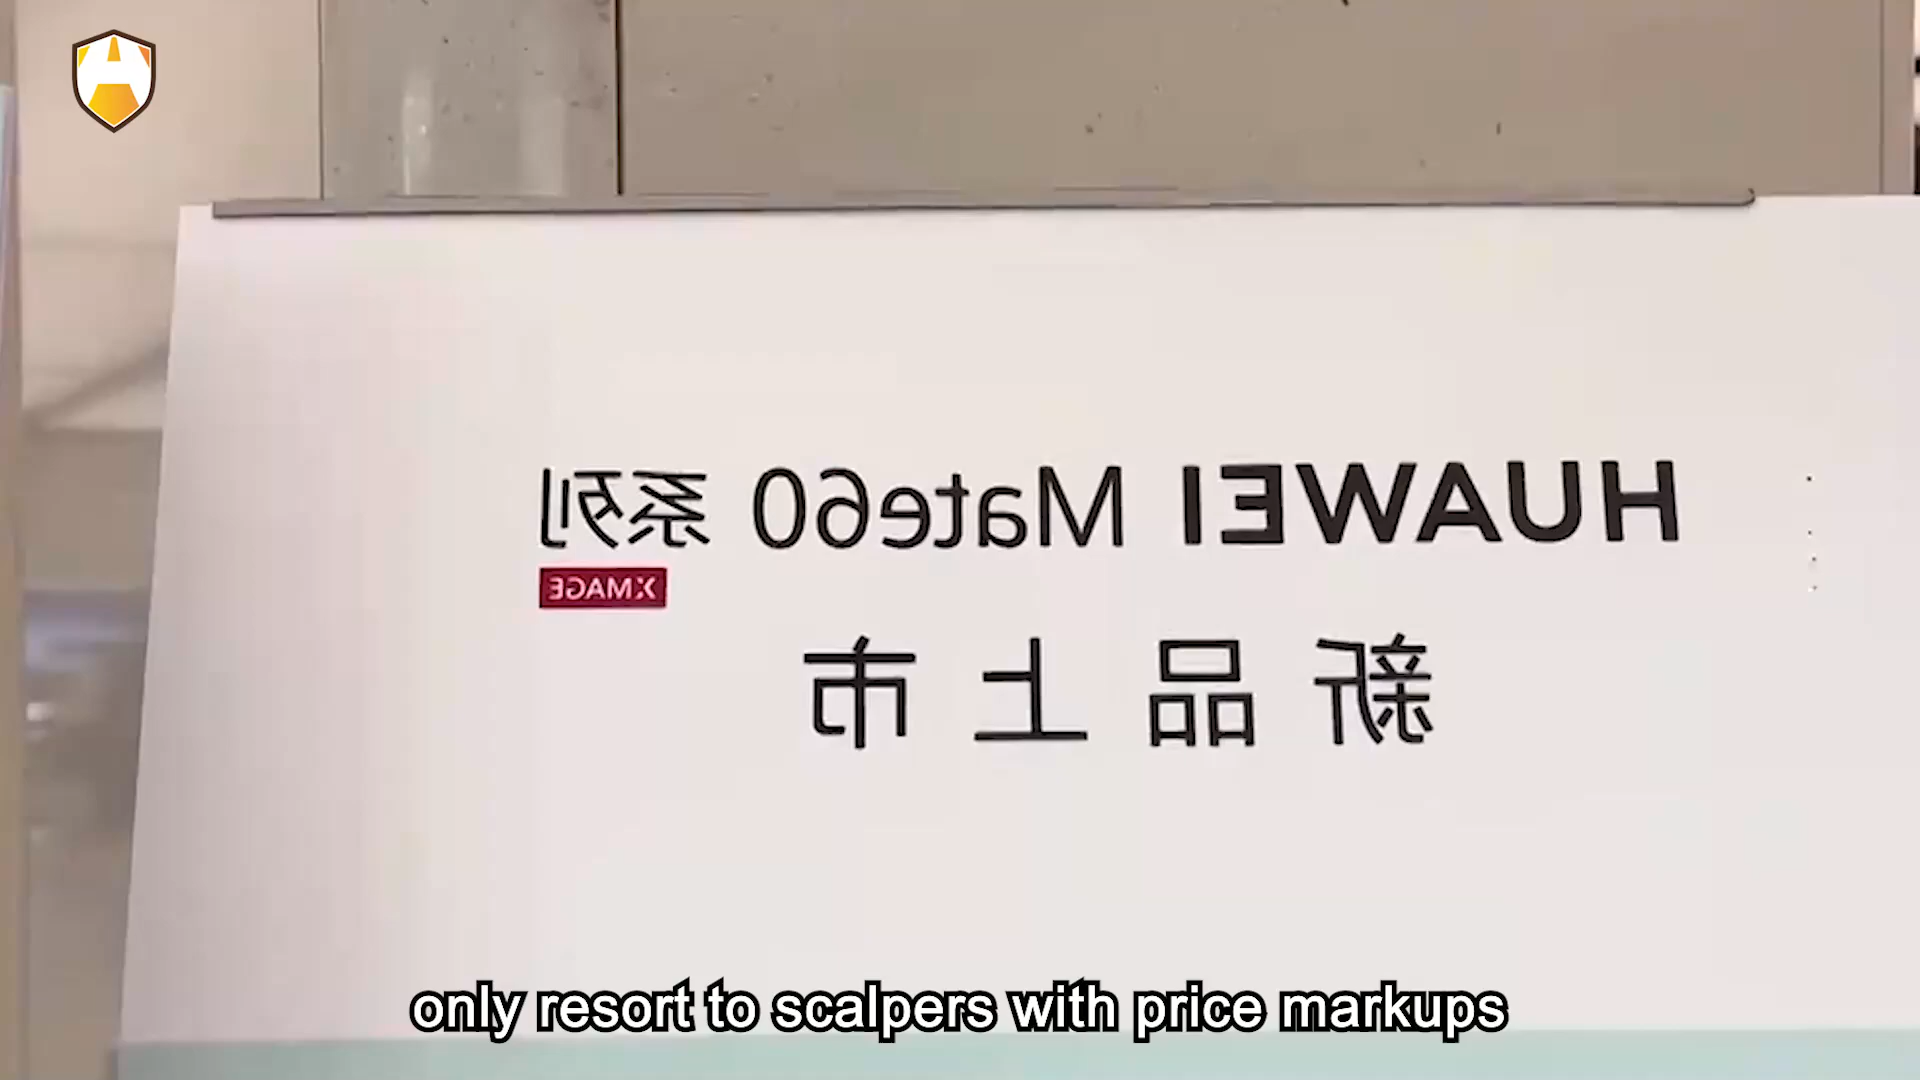 HUAWEI Mate60 系列
XMAGE
新品上市
only resort to scalpers with price markups